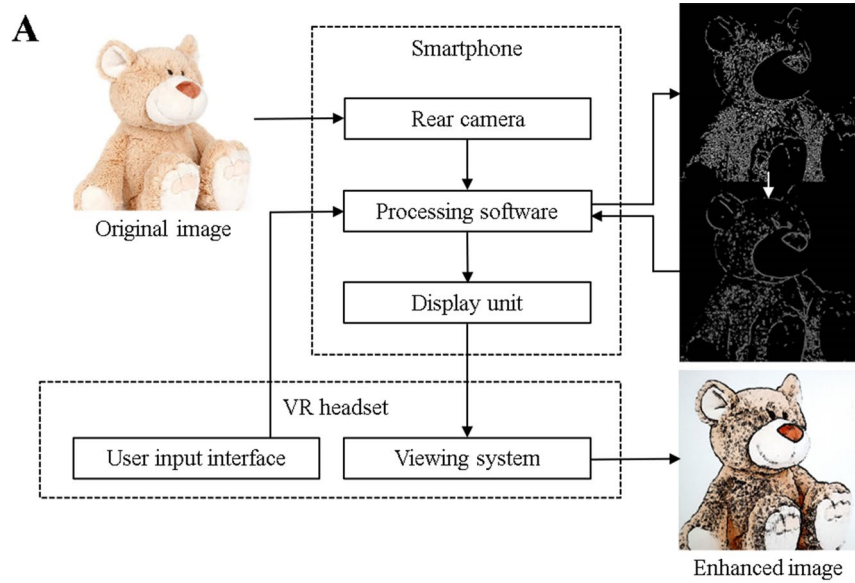 A
Smartphone
Rear camera
Original image
Processing software
Display unit
VR headset
User input interface
Viewing system
Enhanced image